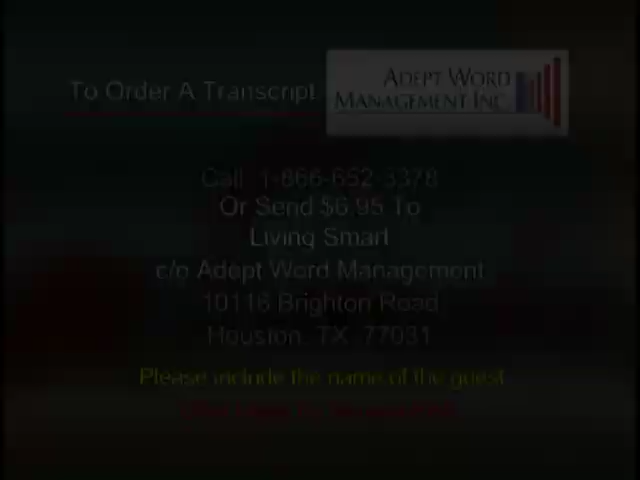 To Order A Transcript
ADEPT WORD
MANAGEMENT INC
Call 1-866-652-3378
Or Send $6.95 To
Living Smart
c/o Adept Word Management
10116 Brighton Road
Houston, TX 77031
Please include the name of the guest